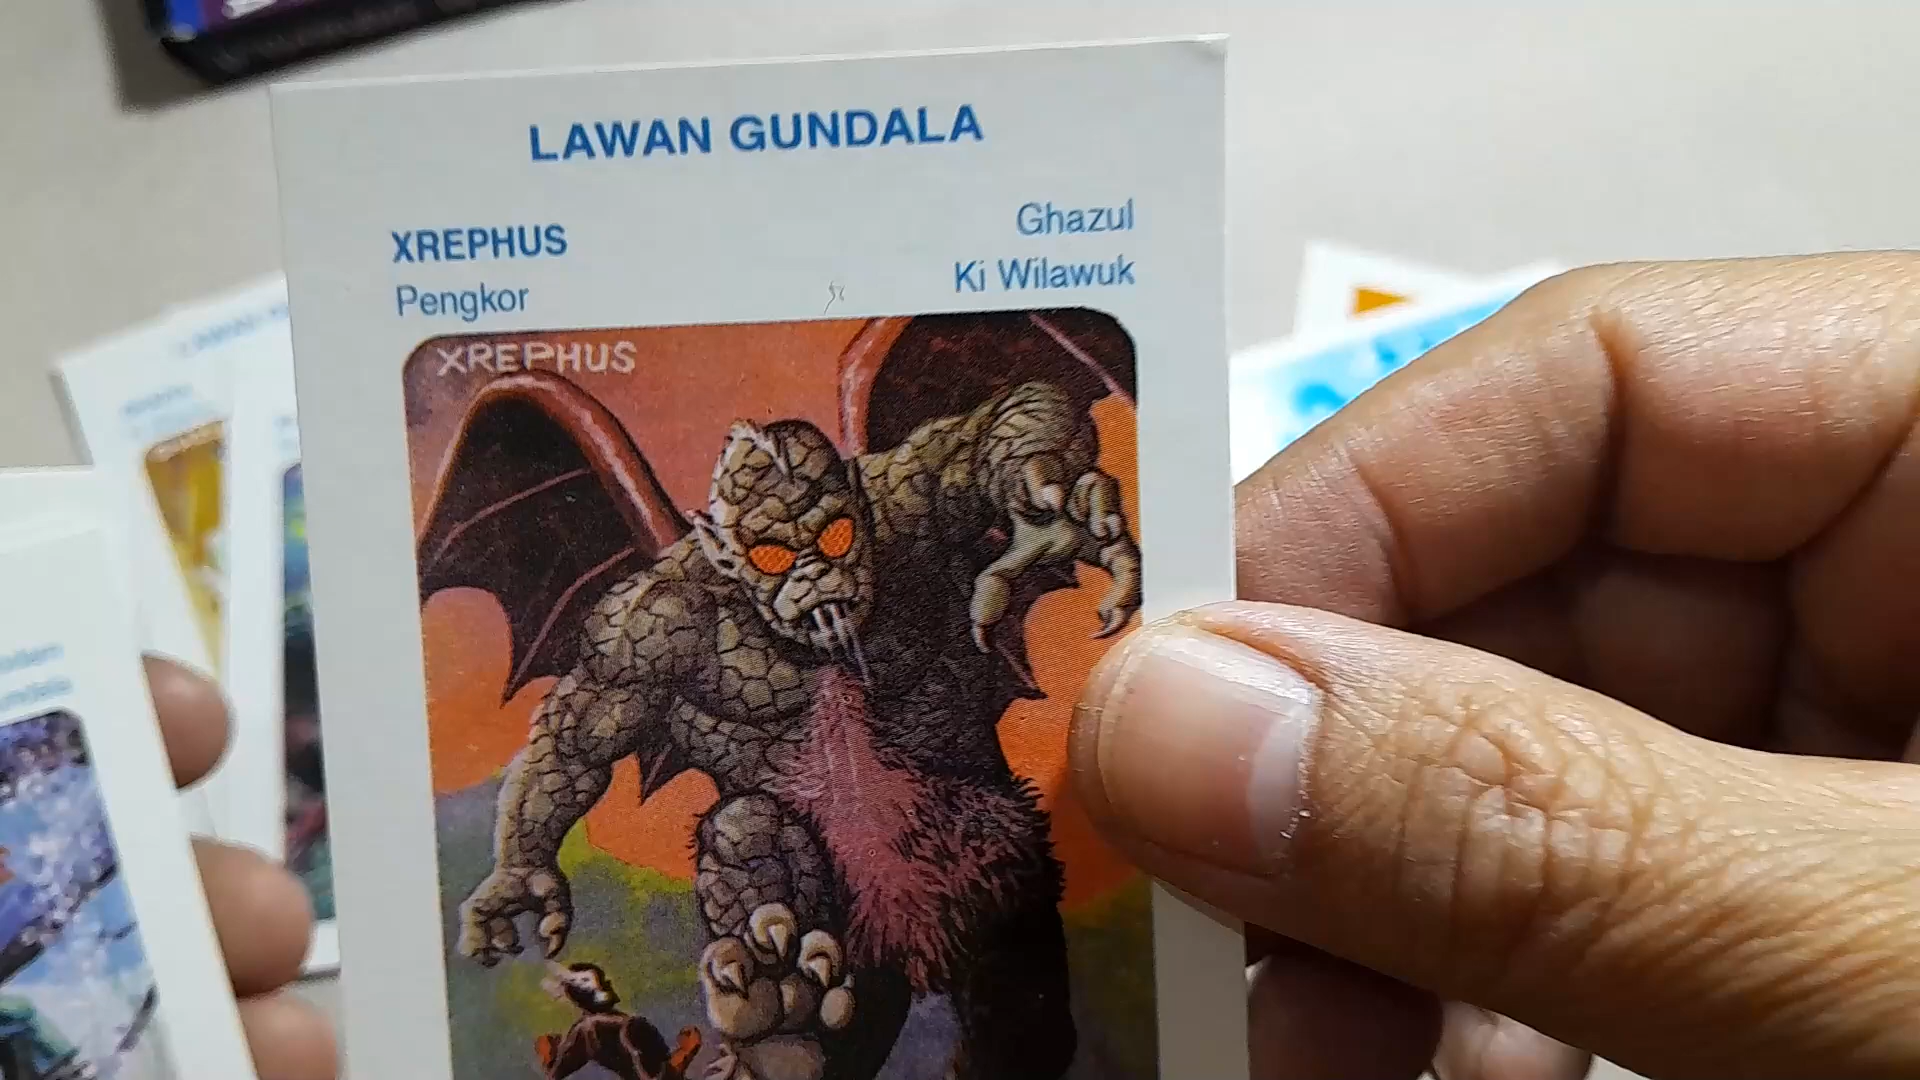 LAWAN GUNDALA
XREPHUS
Pengkor
Ghazul
Ki Wilawuk
XREPHUS